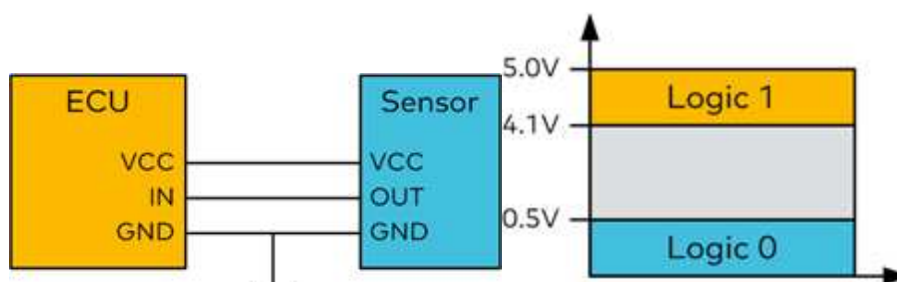 ECU
VCC
IN
GND
Sensor
VCC
OUT
GND
5.0V
4.1V
0.5V
Logic 1
Logic 0